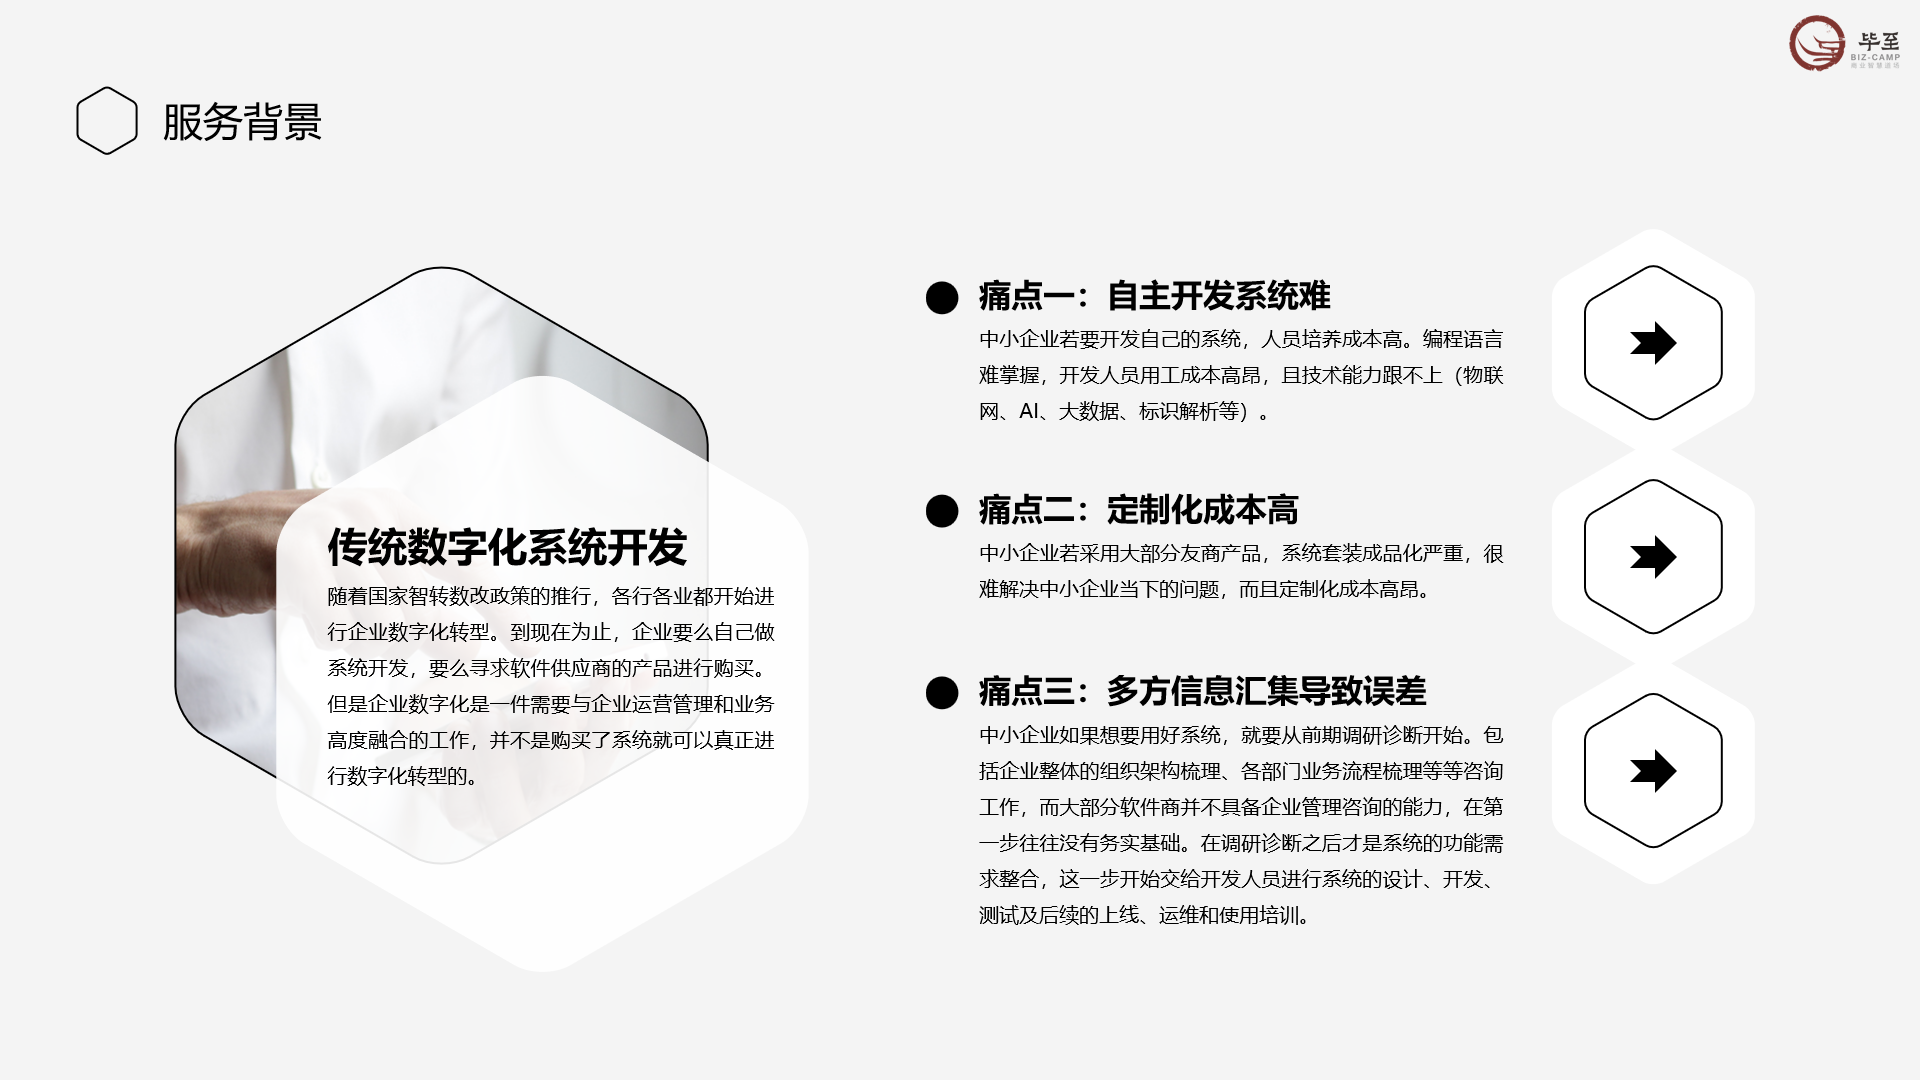 毕至
BIZ-CAMP
商业智慧道场
服务背景
传统数字化系统开发
随着国家智转数改政策的推行，各行各业都开始进
行企业数字化转型。到现在为止，企业要么自己做
系统开发，要么寻求软件供应商的产品进行购买。
但是企业数字化是一件需要与企业运营管理和业务
高度融合的工作，并不是购买了系统就可以真正进
行数字化转型的。
痛点一：自主开发系统难
中小企业若要开发自己的系统，人员培养成本高。编程语言
难掌握，开发人员用工成本高昂，且技术能力跟不上（物联
网、AI、大数据、标识解析等）。
痛点二：定制化成本高
中小企业若采用大部分友商产品，系统套装成品化严重，很
难解决中小企业当下的问题，而且定制化成本高昂。
痛点三：多方信息汇集导致误差
中小企业如果想要用好系统，就要从前期调研诊断开始。包
括企业整体的组织架构梳理、各部门业务流程梳理等等咨询
工作，而大部分软件商并不具备企业管理咨询的能力，在第
一步往往没有务实基础。在调研诊断之后才是系统的功能需
求整合，这一步开始交给开发人员进行系统的设计、开发、
测试及后续的上线、运维和使用培训。